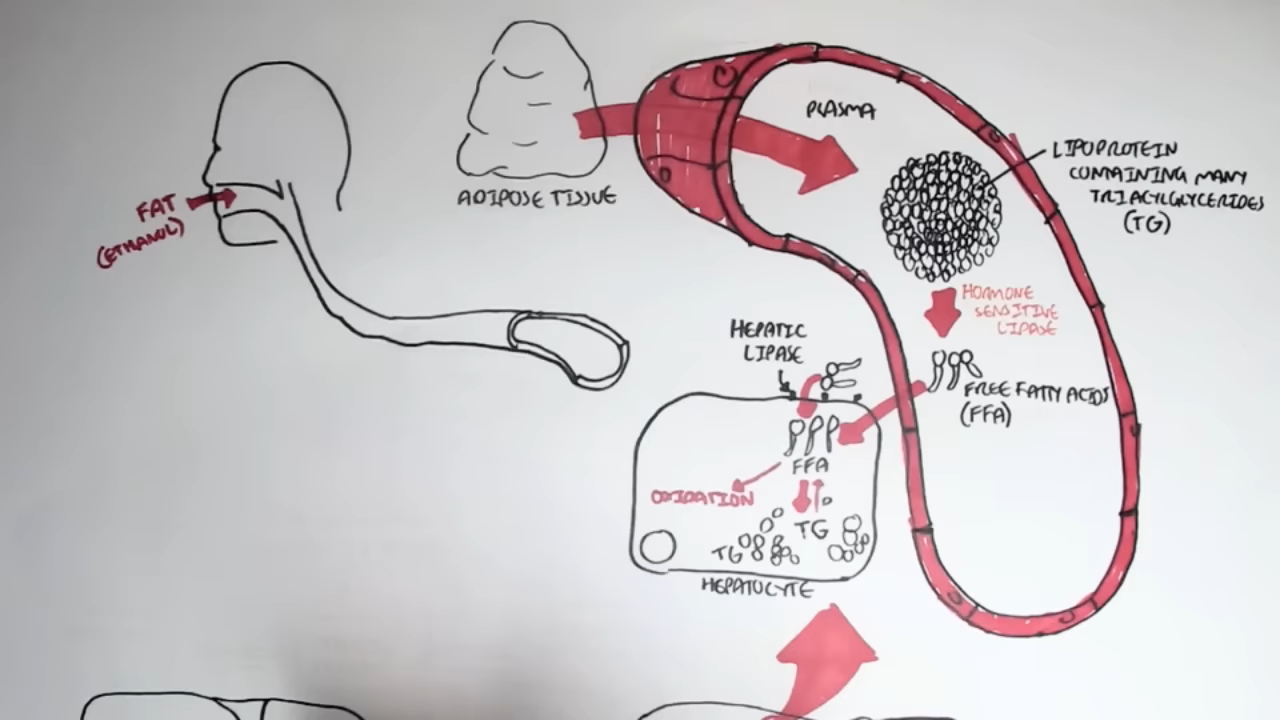 FAT
(ETHANOL)
ADIPOSE TISSUE
PLASMA
LIPOPROTEIN
CONTAINING MANY
TRIACYLGLYCERIDES
(TG)
HORMONE
SENSITIVE
LIPASE
FREE FATTY ACIDS
(FFA)
HEPATIC
LIPASE
FFA
OXIDATION
TG
TG
HEPATOCYTE